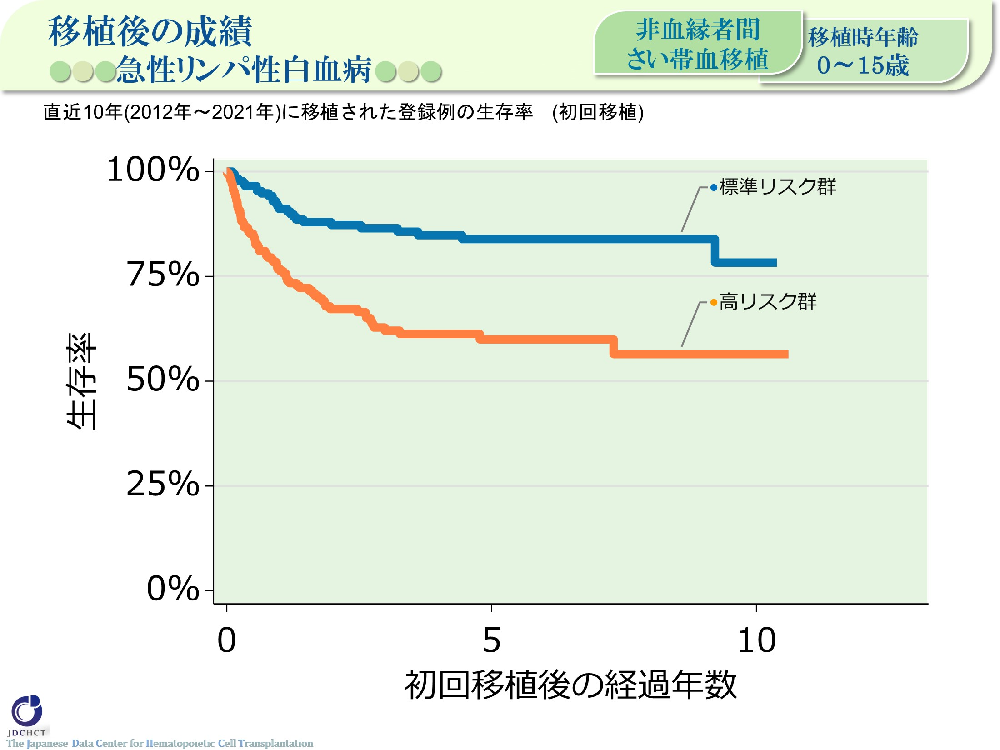 移植後の成績
急性リンパ性白血病
非血縁者間
さい帯血移植
移植時年齢
0～15歳
直近10年(2012年～2021年)に移植された登録例の生存率　(初回移植)
100%
75%
50%
25%
0%
生存率
標準リスク群
高リスク群
0
5
10
初回移植後の経過年数
JDCHCT
The Japanese Data Center for Hematopoietic Cell Transplantation